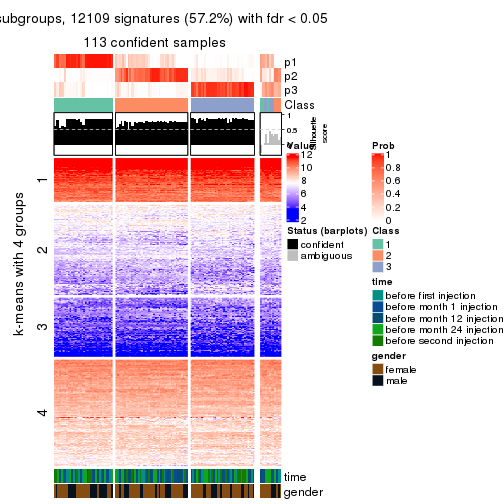 subgroups, 12109 signatures (57.2%) with fdr < 0.05
113 confident samples
p1
p2
p3
Class
1
0.5
0
Silhouette
score
k-means with 4 groups
1
2
3
4
time
gender
Value
12
10
8
6
4
2
Prob
1
0.8
0.6
0.4
0.2
0
Status (barplots)
confident
ambiguous
Class
1
2
3
time
before first injection
before month 1 injection
before month 12 injection
before month 24 injection
before second injection
gender
female
male